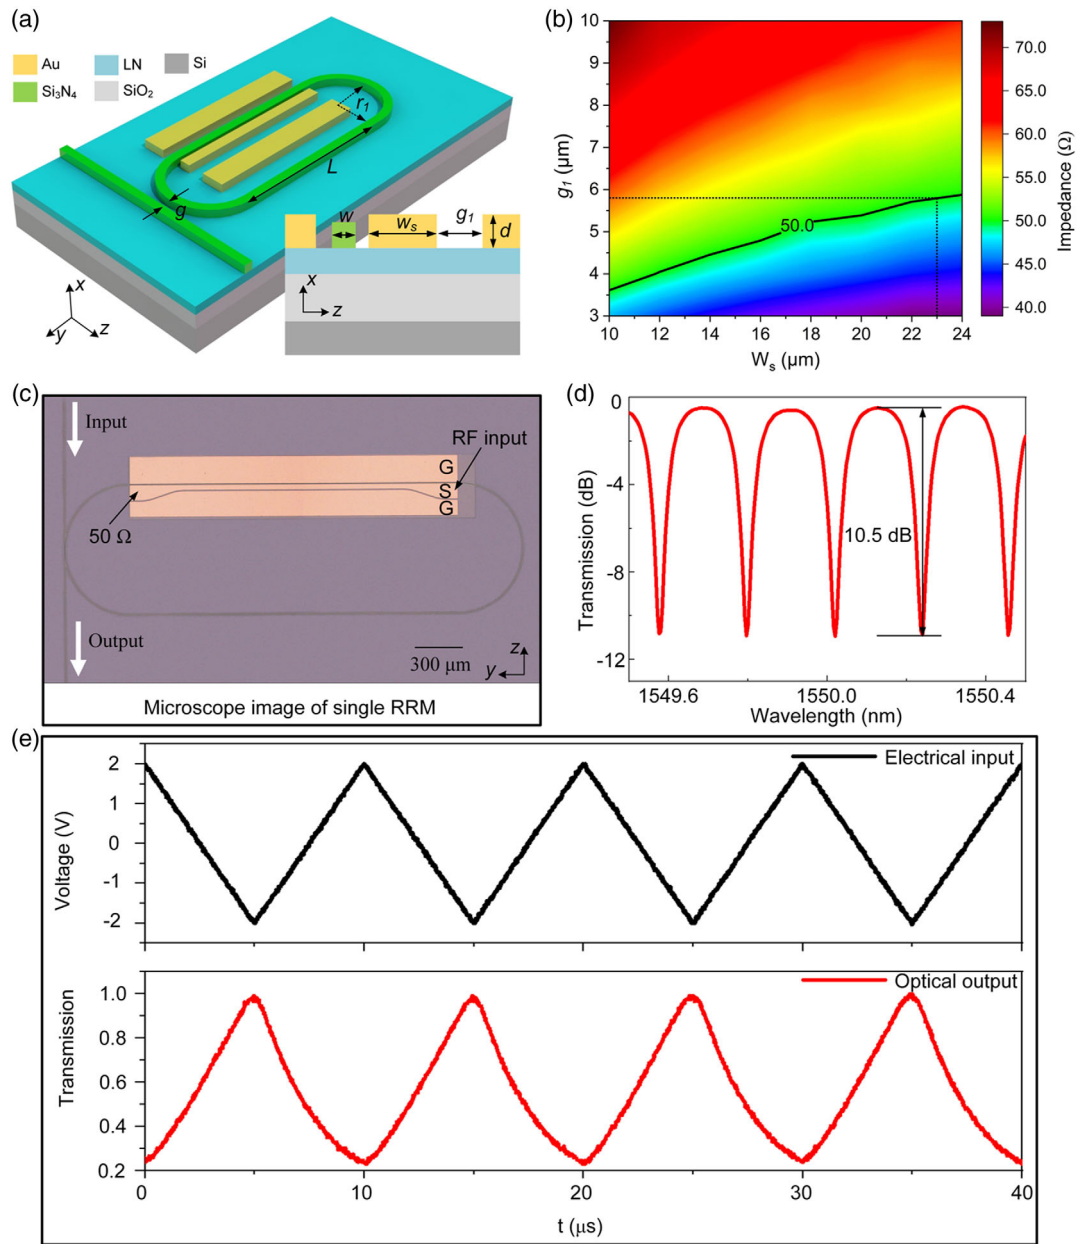 (a)
Au
LN
Si
Si₃N₄
SiO₂
r₁
L
g
w
wₛ
g₁
d
x
z
x
y
z
(b)
10
9
8
7
6
5
4
3
g₁ (μm)
50.0
10 12 14 16 18 20 22 24
Wₛ (μm)
70.0
65.0
60.0
55.0
50.0
45.0
40.0
Impedance (Ω)
(c)
Input
RF input
G
S
G
50 Ω
Output
300 μm
z
y
Microscope image of single RRM
(d)
0
-4
-8
-12
Transmission (dB)
10.5 dB
1549.6 1550.0 1550.4
Wavelength (nm)
(e)
Electrical input
2
1
0
-1
-2
Voltage (V)
Optical output
1.0
0.8
0.6
0.4
0.2
Transmission
0 10 20 30 40
t (μs)